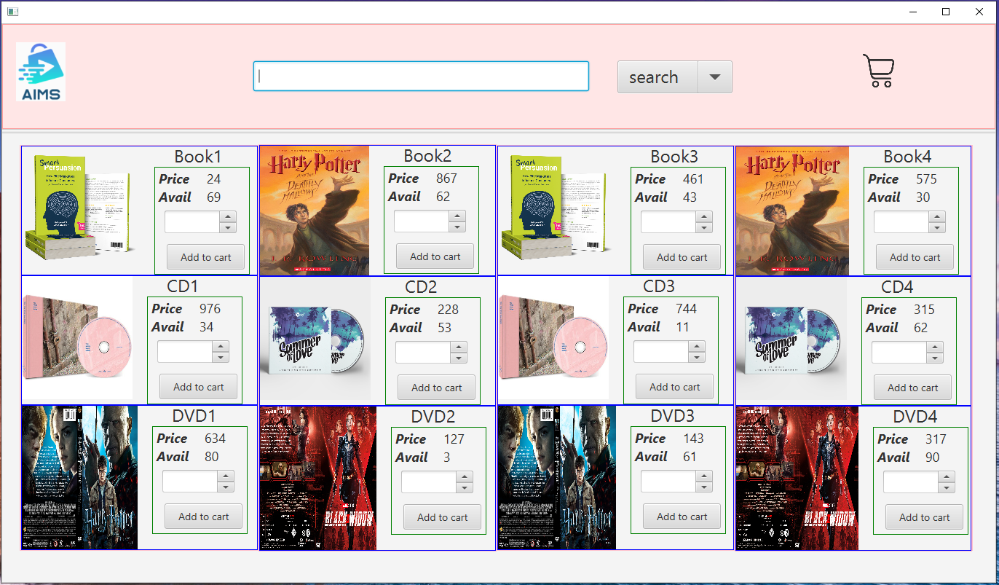 AIMS
search
Smart
Persuasion
Book1
Price 24
Avail 69
Add to cart
Harry Potter
AND THE
DEATHLY
HALLOWS
J. K. ROWLING
SCHOLASTIC
Book2
Price 867
Avail 62
Add to cart
Smart
Persuasion
Book3
Price 461
Avail 43
Add to cart
Harry Potter
AND THE
DEATHLY
HALLOWS
J. K. ROWLING
SCHOLASTIC
Book4
Price 575
Avail 30
Add to cart
CD1
Price 976
Avail 34
Add to cart
Summer
of Love
CD2
Price 228
Avail 53
Add to cart
CD3
Price 744
Avail 11
Add to cart
Summer
of Love
CD4
Price 315
Avail 62
Add to cart
DVD1
Price 634
Avail 80
Add to cart
BLACK WIDOW
DVD2
Price 127
Avail 3
Add to cart
DVD3
Price 143
Avail 61
Add to cart
BLACK WIDOW
DVD4
Price 317
Avail 90
Add to cart